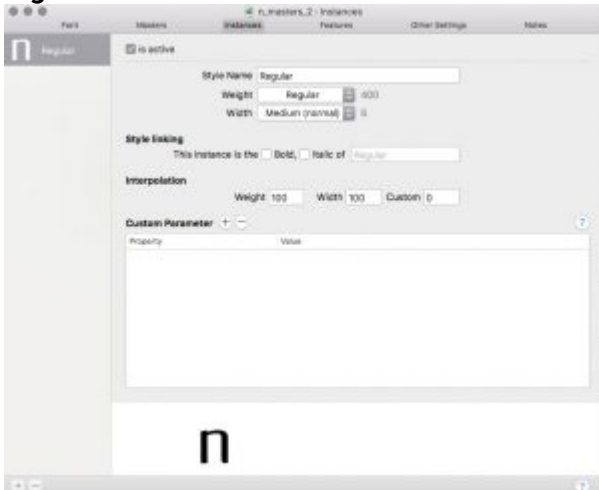 n_masters_2 - Instances
Font Masters Instances Features Other Settings Notes
n Regular
is active
Style Name Regular
Weight Regular 400
Width Medium (normal)
Style linking
This instance is the Bold, Italic of Regular
Interpolation
Weight 100 Width 100 Custom 0
Custom Parameter + − ?
Property Value
n
+ − ?